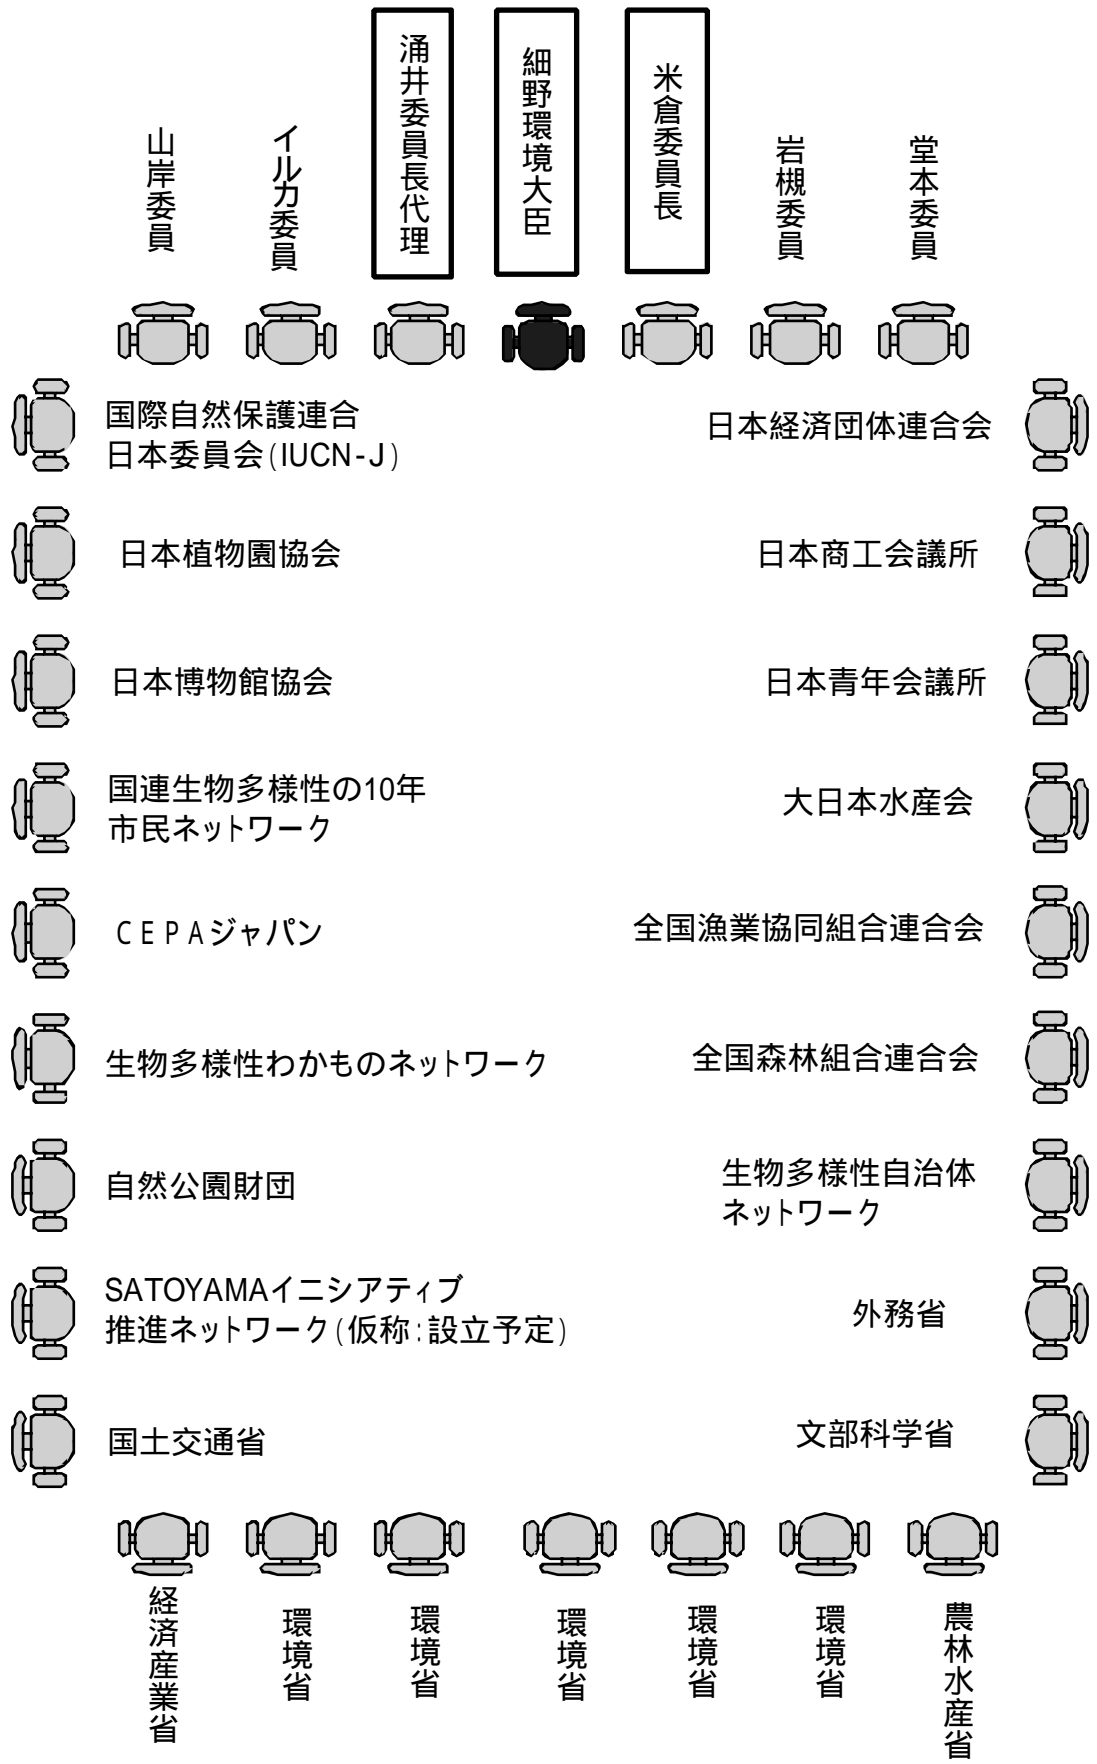 山岸委員
イルカ委員
涌井委員長代理
細野環境大臣
米倉委員長
岩槻委員
堂本委員
国際自然保護連合
日本委員会(IUCN-J)
日本経済団体連合会
日本植物園協会
日本商工会議所
日本博物館協会
日本青年会議所
国連生物多様性の10年
市民ネットワーク
大日本水産会
CEPAジャパン
全国漁業協同組合連合会
生物多様性わかものネットワーク
全国森林組合連合会
自然公園財団
生物多様性自治体
ネットワーク
SATOYAMAイニシアティブ
推進ネットワーク(仮称:設立予定)
外務省
国土交通省
文部科学省
経済産業省
環境省
環境省
環境省
環境省
環境省
農林水産省